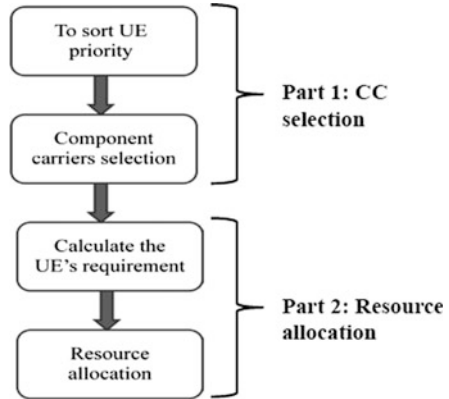 To sort UE
priority
Component
carriers selection
Part 1: CC
selection
Calculate the
UE's requirement
Resource
allocation
Part 2: Resource
allocation